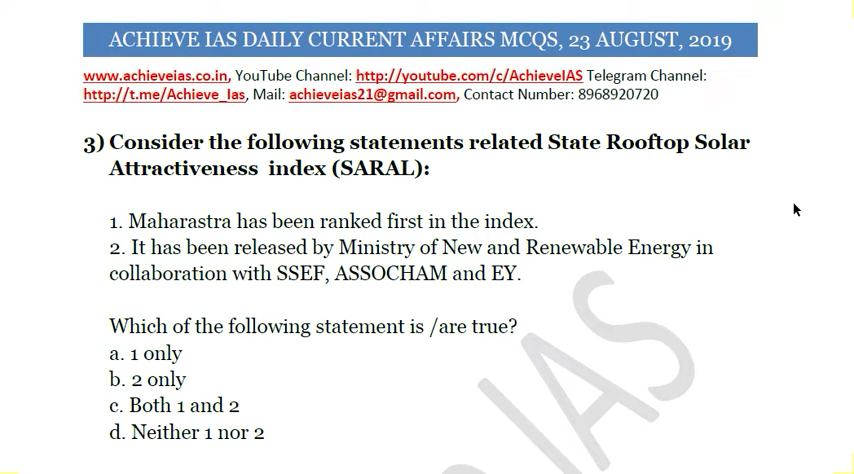 ACHIEVE IAS DAILY CURRENT AFFAIRS MCQS, 23 AUGUST, 2019
www.achieveias.co.in, YouTube Channel: http://youtube.com/c/AchieveIAS Telegram Channel:
http://t.me/Achieve_Ias, Mail: achieveias21@gmail.com, Contact Number: 8968920720
3) Consider the following statements related State Rooftop Solar
Attractiveness index (SARAL):
1. Maharastra has been ranked first in the index.
2. It has been released by Ministry of New and Renewable Energy in
collaboration with SSEF, ASSOCHAM and EY.
Which of the following statement is /are true?
a. 1 only
b. 2 only
c. Both 1 and 2
d. Neither 1 nor 2
IAS